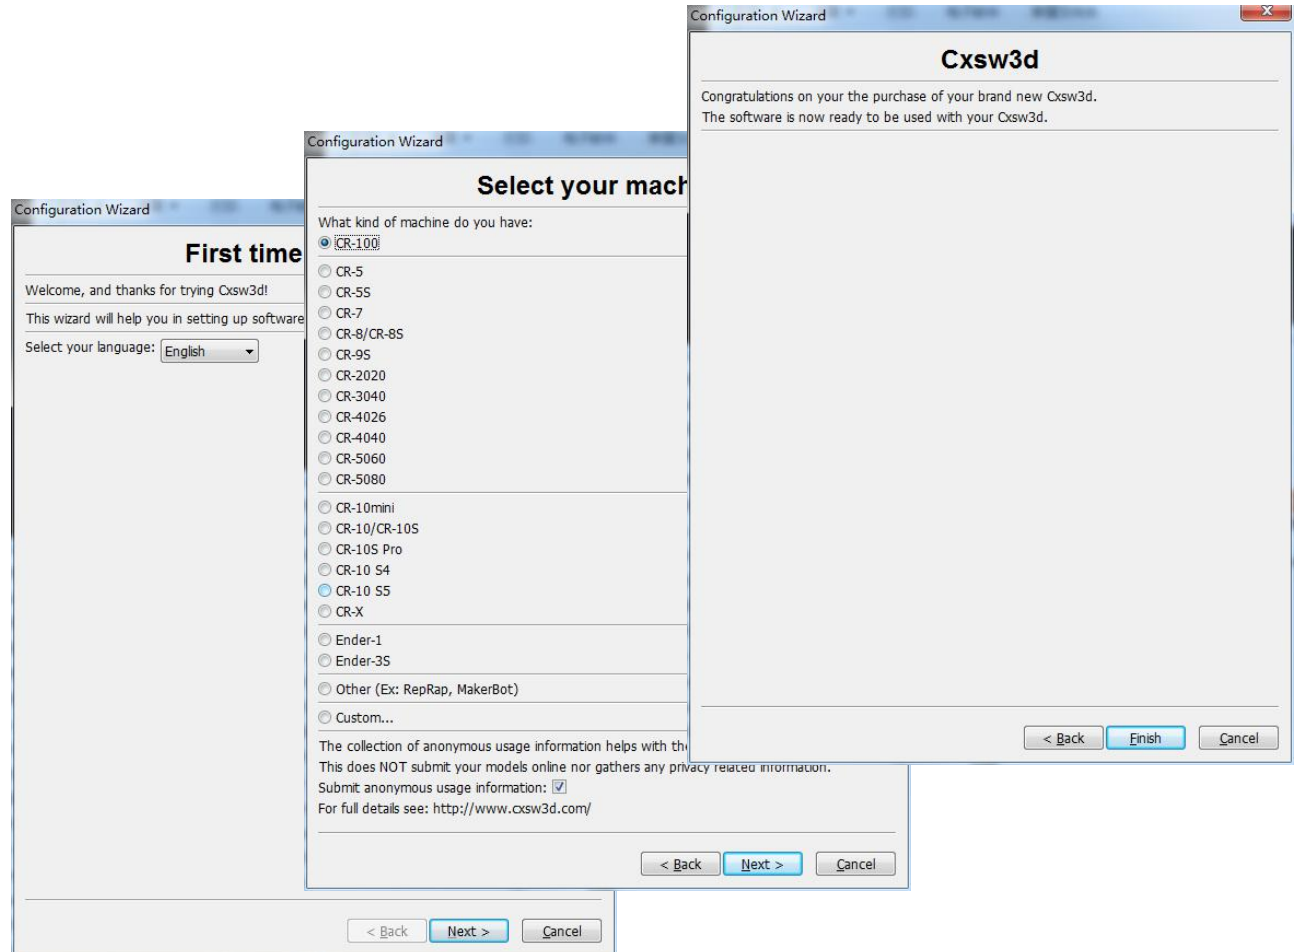 Configuration Wizard
First time
Welcome, and thanks for trying Cxsw3d!
This wizard will help you in setting up software
Select your language: English
< Back Next > Cancel
Configuration Wizard
Select your mach
What kind of machine do you have:
CR-100
CR-5
CR-5S
CR-7
CR-8/CR-8S
CR-9S
CR-2020
CR-3040
CR-4026
CR-4040
CR-5060
CR-5080
CR-10mini
CR-10/CR-10S
CR-10S Pro
CR-10 S4
CR-10 S5
CR-X
Ender-1
Ender-3S
Other (Ex: RepRap, MakerBot)
Custom...
The collection of anonymous usage information helps with the
This does NOT submit your models online nor gathers any privacy related information.
Submit anonymous usage information:
For full details see: http://www.cxsw3d.com/
< Back Next > Cancel
Configuration Wizard
Cxsw3d
Congratulations on your the purchase of your brand new Cxsw3d.
The software is now ready to be used with your Cxsw3d.
< Back Finish Cancel